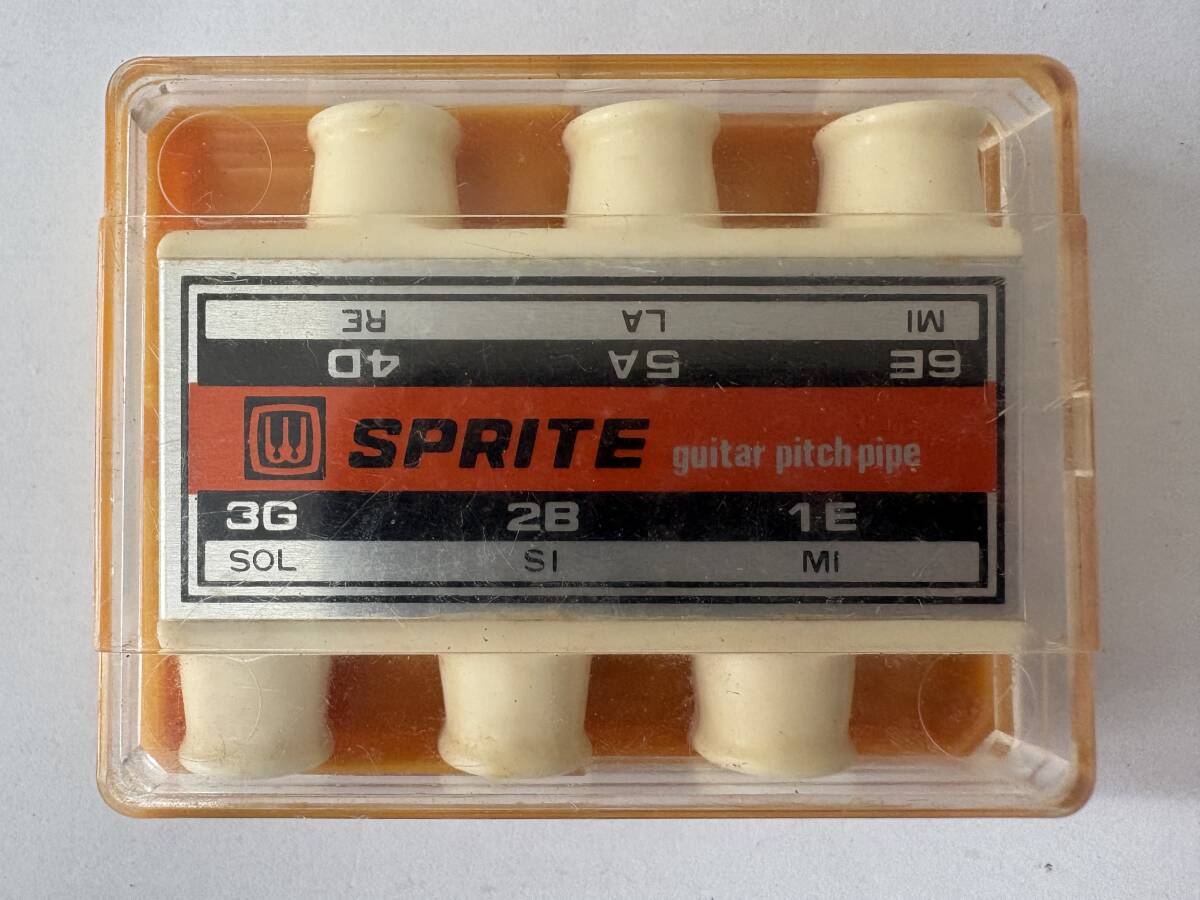 MI LA RE
6E 5A 4D
SPRITE guitar pitch pipe
3G 2B 1E
SOL SI MI